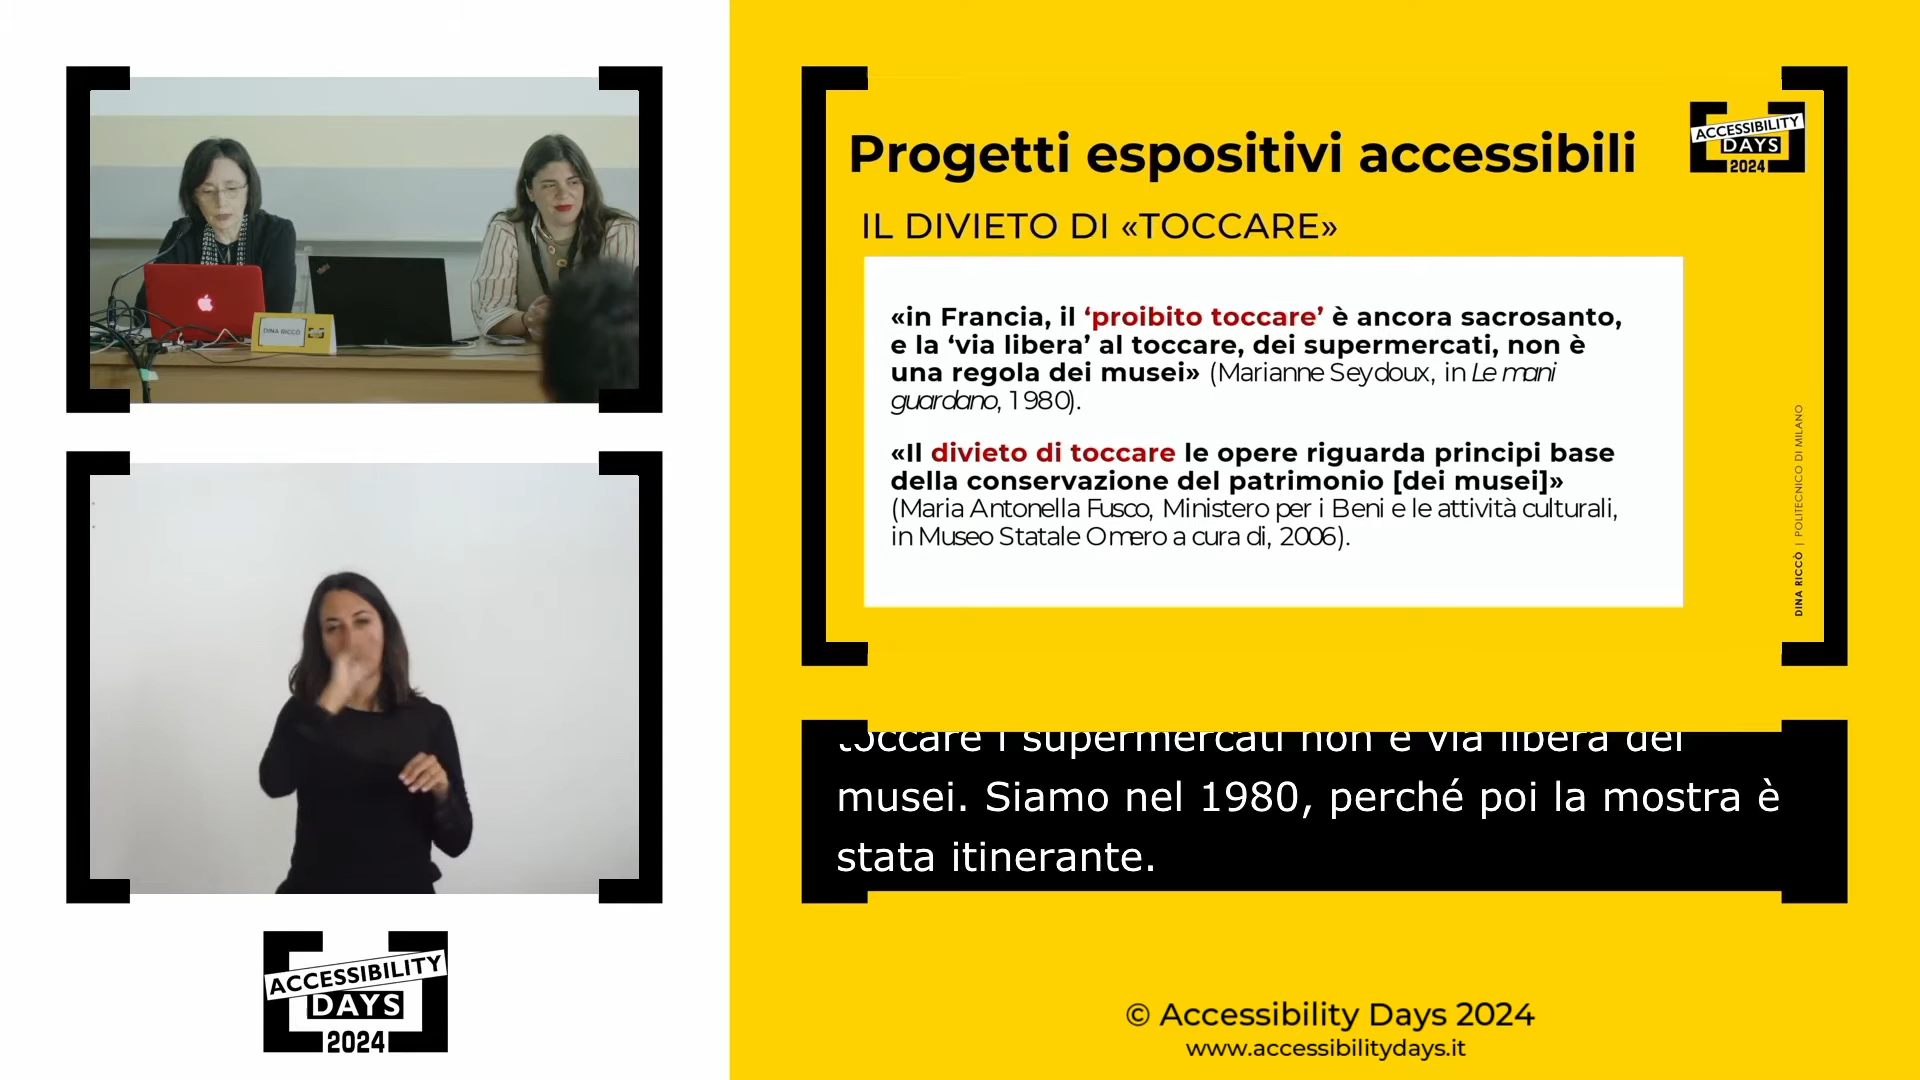 DINA RICCÒ
ACCESSIBILITY
DAYS
2024
Progetti espositivi accessibili
ACCESSIBILITY
DAYS
2024
IL DIVIETO DI «TOCCARE»
«in Francia, il ‘proibito toccare’ è ancora sacrosanto,
e la ‘via libera’ al toccare, dei supermercati, non è
una regola dei musei» (Marianne Seydoux, in Le mani
guardano, 1980).
«Il divieto di toccare le opere riguarda principi base
della conservazione del patrimonio [dei musei]»
(Maria Antonella Fusco, Ministero per i Beni e le attività culturali,
in Museo Statale Omero a cura di, 2006).
DINA RICCÒ | POLITECNICO DI MILANO
toccare i supermercati non è via libera dei
musei. Siamo nel 1980, perché poi la mostra è
stata itinerante.
© Accessibility Days 2024
www.accessibilitydays.it